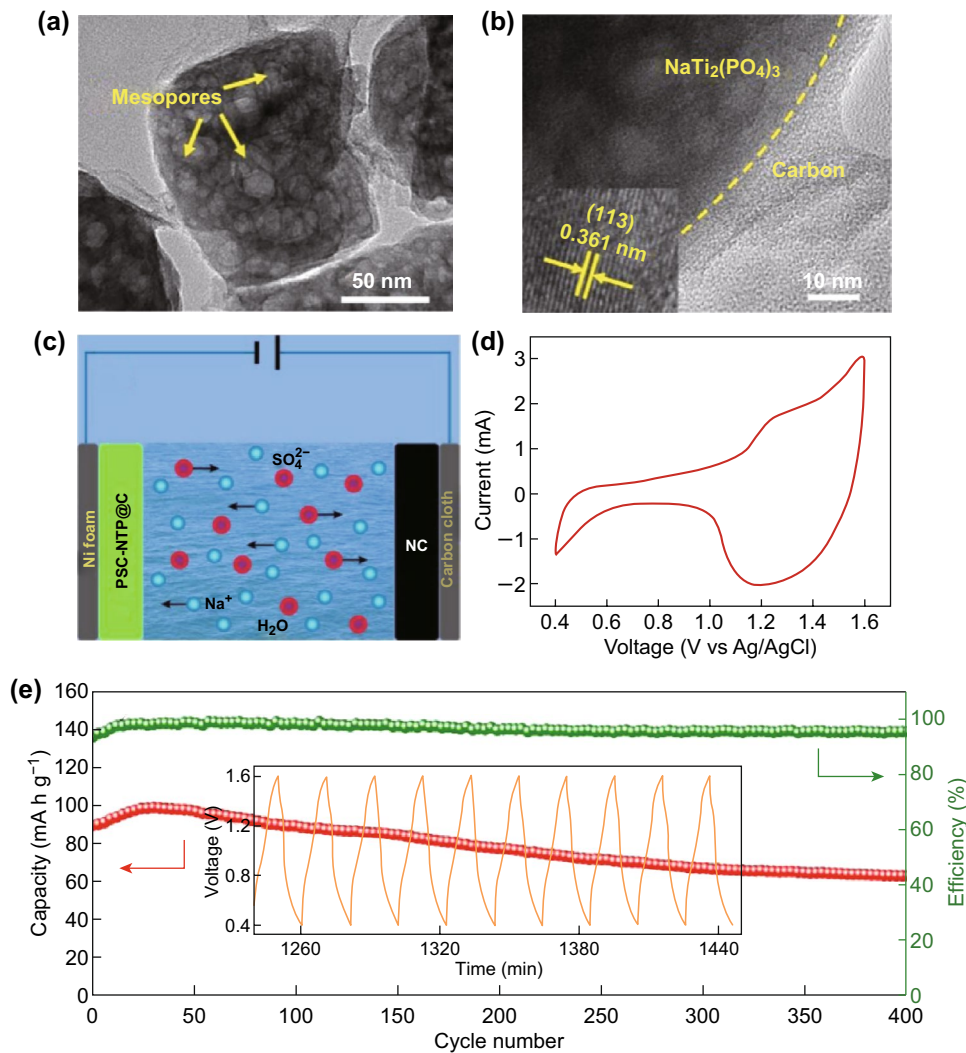 (a)
Mesopores
50 nm
(b)
NaTi₂(PO₄)₃
Carbon
(113)
0.361 nm
10 nm
(c)
Ni foam
PSC-NTP@C
SO₄²⁻
Na⁺
H₂O
NC
Carbon cloth
(d)
Current (mA)
3
2
1
0
−1
−2
0.4 0.6 0.8 1.0 1.2 1.4 1.6
Voltage (V vs Ag/AgCl)
(e)
Capacity (mA h g⁻¹)
160
140
120
100
80
60
40
20
0
Voltage (V)
1.6
1.2
0.8
0.4
1260 1320 1380 1440
Time (min)
100
80
60
40
20
0
Efficiency (%)
0 50 100 150 200 250 300 350 400
Cycle number